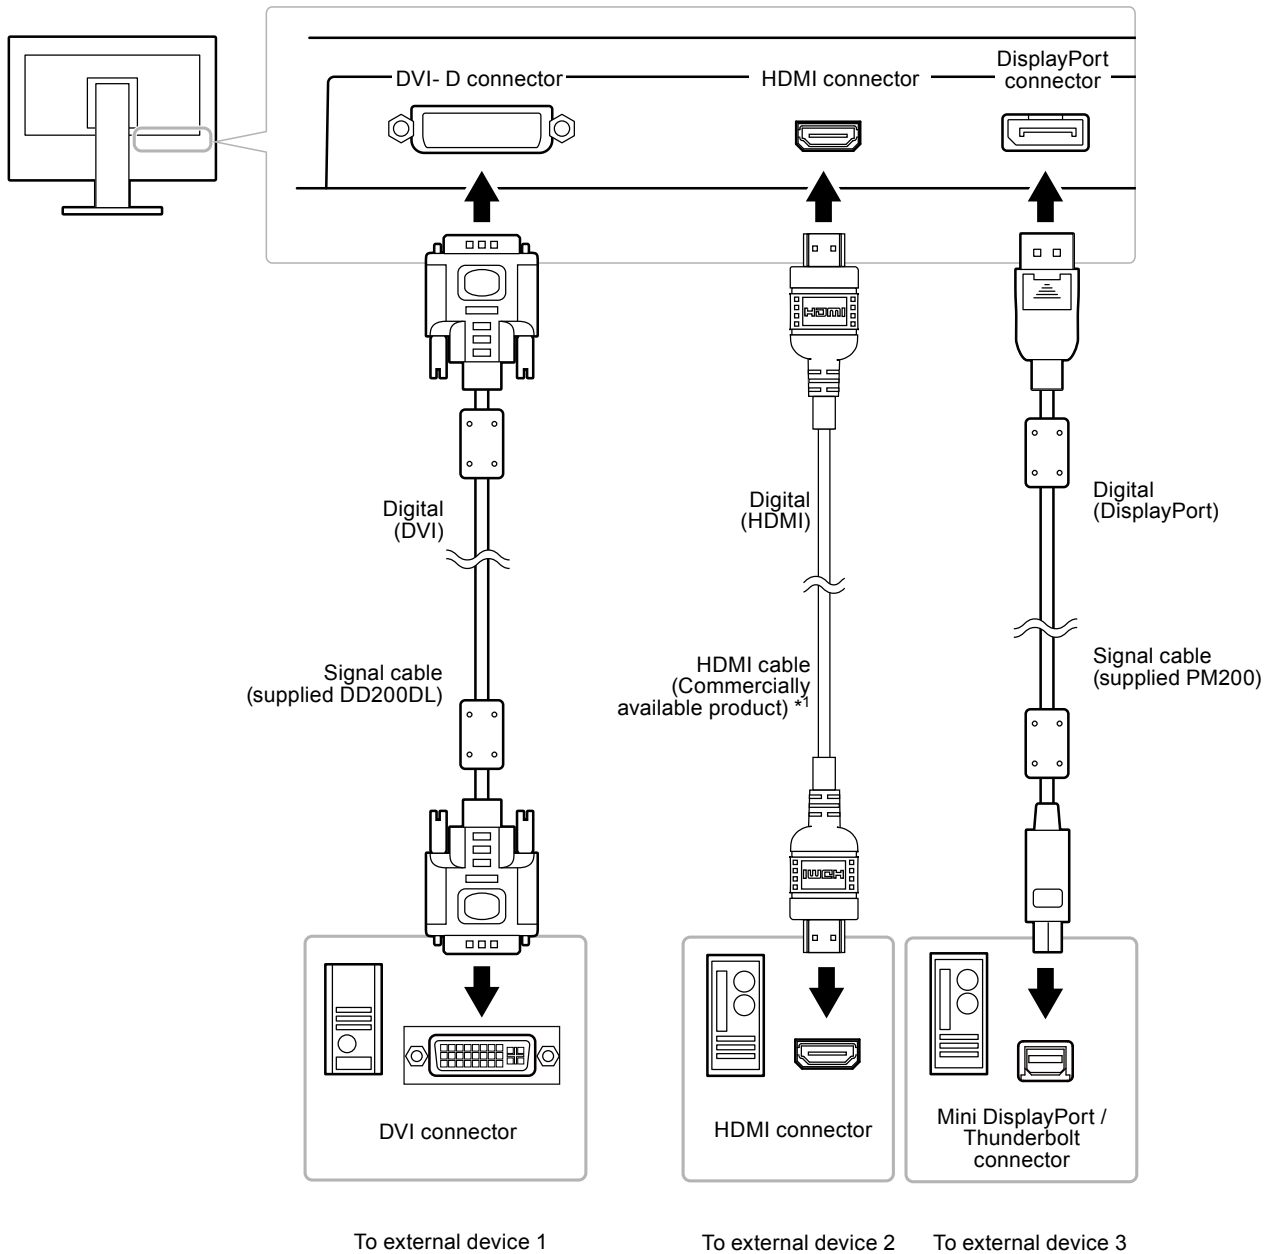 DVI- D connector
HDMI connector
DisplayPort
connector
HDMI
Digital
(DVI)
Digital
(HDMI)
Digital
(DisplayPort)
Signal cable
(supplied DD200DL)
HDMI cable
(Commercially
available product) *1
Signal cable
(supplied PM200)
HDMI
DVI connector
HDMI connector
Mini DisplayPort /
Thunderbolt
connector
To external device 1
To external device 2
To external device 3